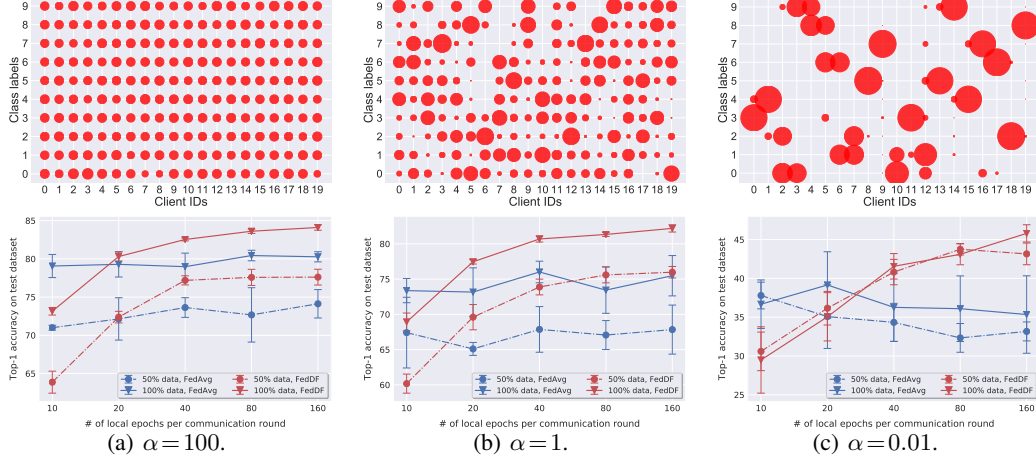 9
8
7
6
5
4
3
2
1
0
Class labels
0 1 2 3 4 5 6 7 8 9 10 11 12 13 14 15 16 17 18 19
Client IDs
9
8
7
6
5
4
3
2
1
0
Class labels
0 1 2 3 4 5 6 7 8 9 10 11 12 13 14 15 16 17 18 19
Client IDs
9
8
7
6
5
4
3
2
1
0
Class labels
0 1 2 3 4 5 6 7 8 9 10 11 12 13 14 15 16 17 18 19
Client IDs
85
80
75
70
65
Top-1 accuracy on test dataset
50% data, FedAvg
100% data, FedAvg
50% data, FedDF
100% data, FedDF
10 20 40 80 160
# of local epochs per communication round
(a) α=100.
80
75
70
65
60
Top-1 accuracy on test dataset
50% data, FedAvg
100% data, FedAvg
50% data, FedDF
100% data, FedDF
10 20 40 80 160
# of local epochs per communication round
(b) α=1.
45
40
35
30
25
Top-1 accuracy on test dataset
50% data, FedAvg
100% data, FedAvg
50% data, FedDF
100% data, FedDF
10 20 40 80 160
# of local epochs per communication round
(c) α=0.01.